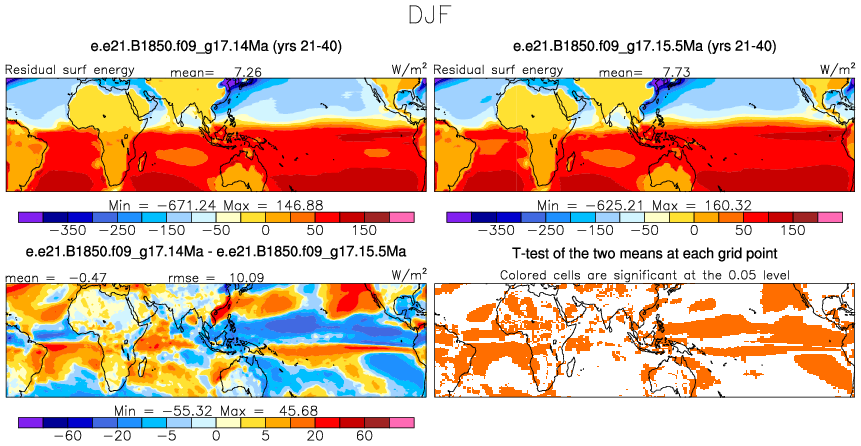 DJF
e.e21.B1850.f09_g17.14Ma (yrs 21-40)
Residual surf energy mean= 7.26 W/m²
Min = -671.24 Max = 146.88
-350 -250 -150 -50 0 50 150
e.e21.B1850.f09_g17.15.5Ma (yrs 21-40)
Residual surf energy mean= 7.73 W/m²
Min = -625.21 Max = 160.32
-350 -250 -150 -50 0 50 150
e.e21.B1850.f09_g17.14Ma - e.e21.B1850.f09_g17.15.5Ma
mean = -0.47 rmse = 10.09 W/m²
Min = -55.32 Max = 45.68
-60 -20 -5 0 5 20 60
T-test of the two means at each grid point
Colored cells are significant at the 0.05 level